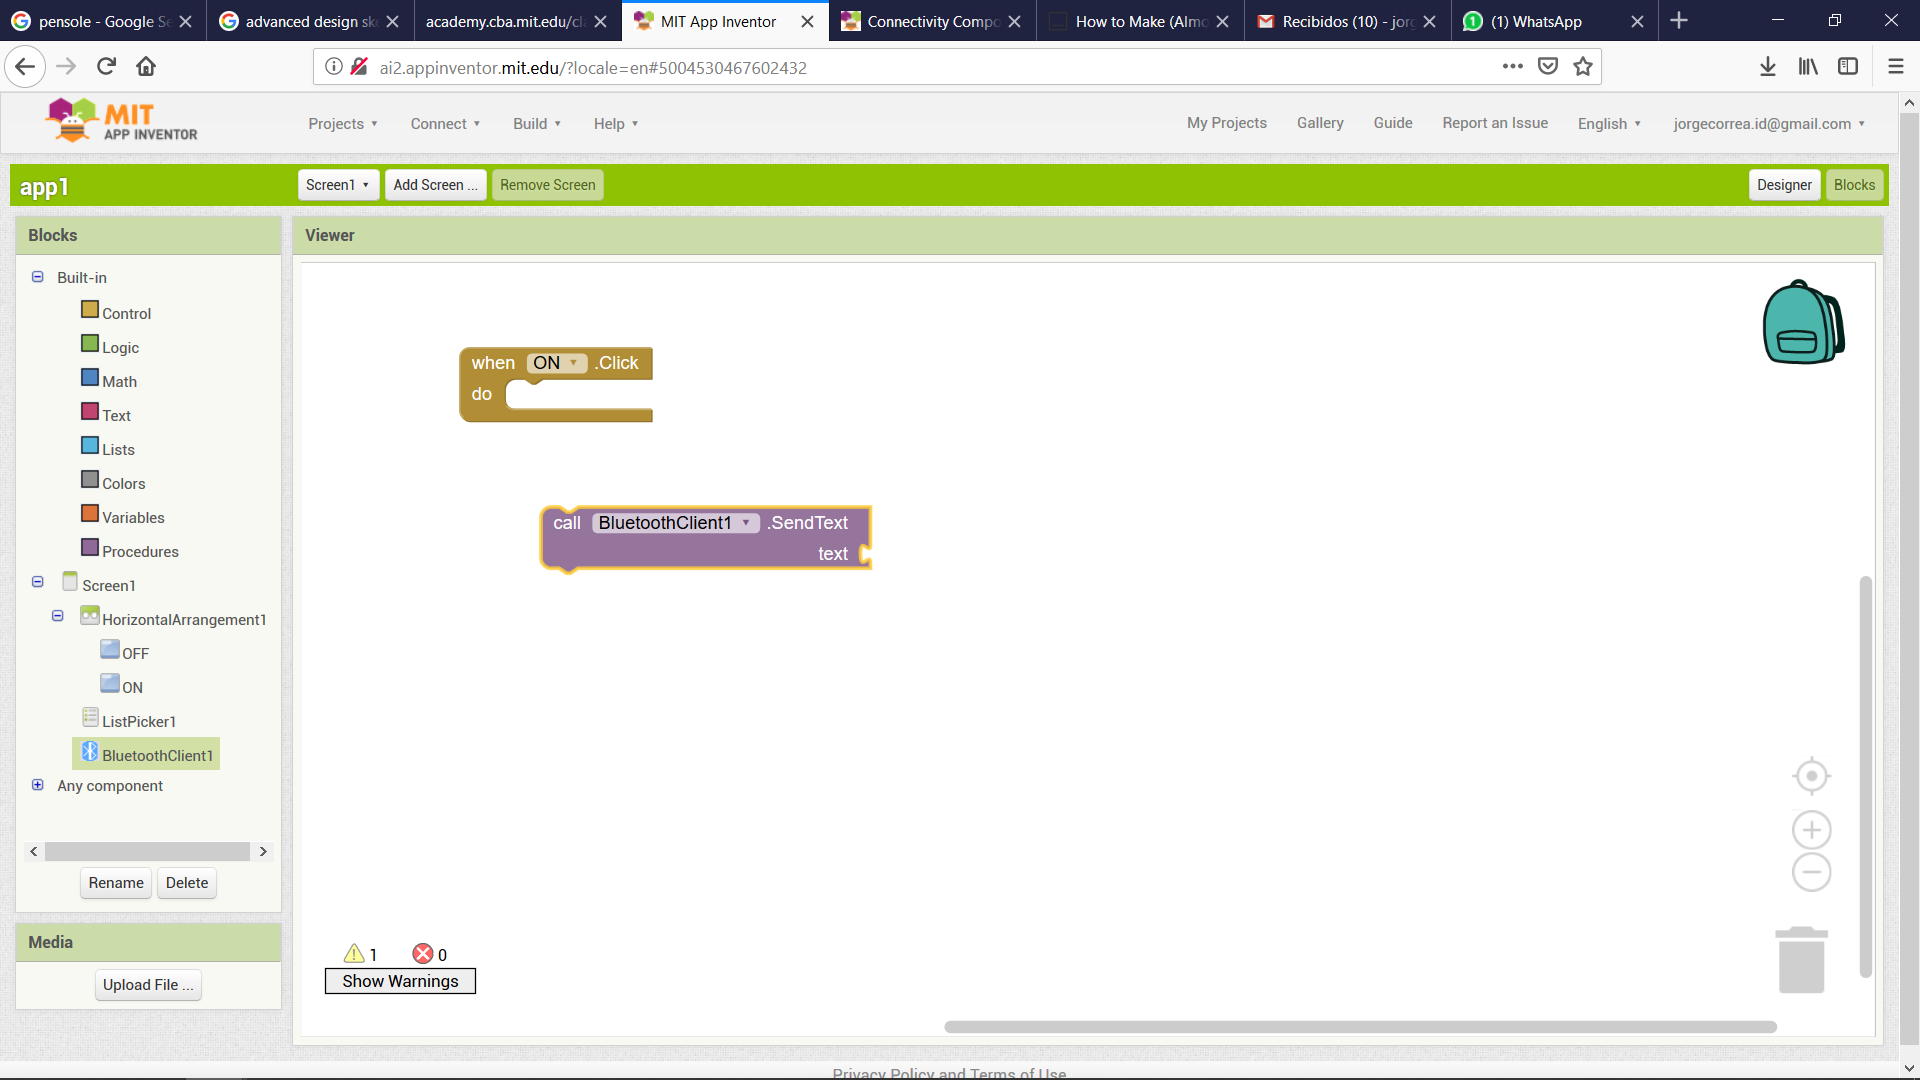 pensole - Google Se
advanced design sk
academy.cba.mit.edu/cl
MIT App Inventor
Connectivity Compo
How to Make (Almo
Recibidos (10) - jor
(1) WhatsApp
ai2.appinventor.mit.edu/?locale=en#5004530467602432
MIT
APP INVENTOR
Projects
Connect
Build
Help
My Projects
Gallery
Guide
Report an Issue
English
jorgecorrea.id@gmail.com
app1
Screen1
Add Screen ...
Remove Screen
Designer
Blocks
Blocks
Viewer
Built-in
Control
Logic
Math
Text
Lists
Colors
Variables
Procedures
Screen1
HorizontalArrangement1
OFF
ON
ListPicker1
BluetoothClient1
Any component
Rename
Delete
Media
Upload File ...
when ON .Click
do
call BluetoothClient1 .SendText
text
1
0
Show Warnings
Privacy Policy and Terms of Use